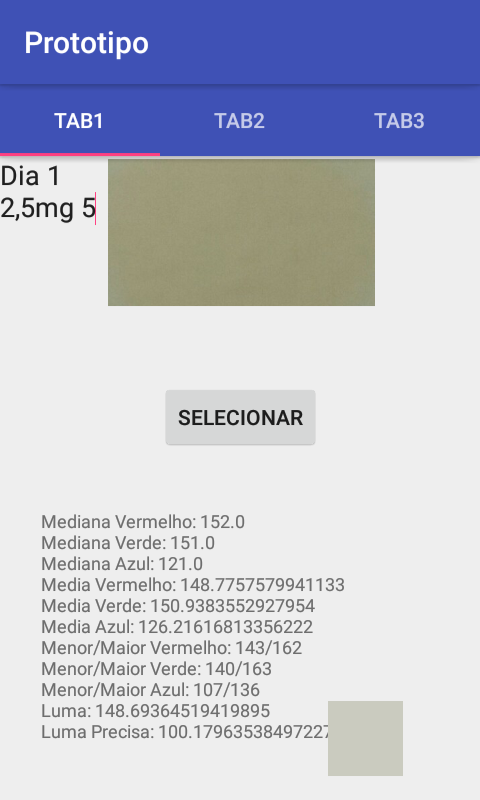 Prototipo
TAB1 TAB2 TAB3
Dia 1
2,5mg 5
SELECIONAR
Mediana Vermelho: 152.0
Mediana Verde: 151.0
Mediana Azul: 121.0
Media Vermelho: 148.7757579941133
Media Verde: 150.9383552927954
Media Azul: 126.21616813356222
Menor/Maior Vermelho: 143/162
Menor/Maior Verde: 140/163
Menor/Maior Azul: 107/136
Luma: 148.69364519419895
Luma Precisa: 100.17963538497227